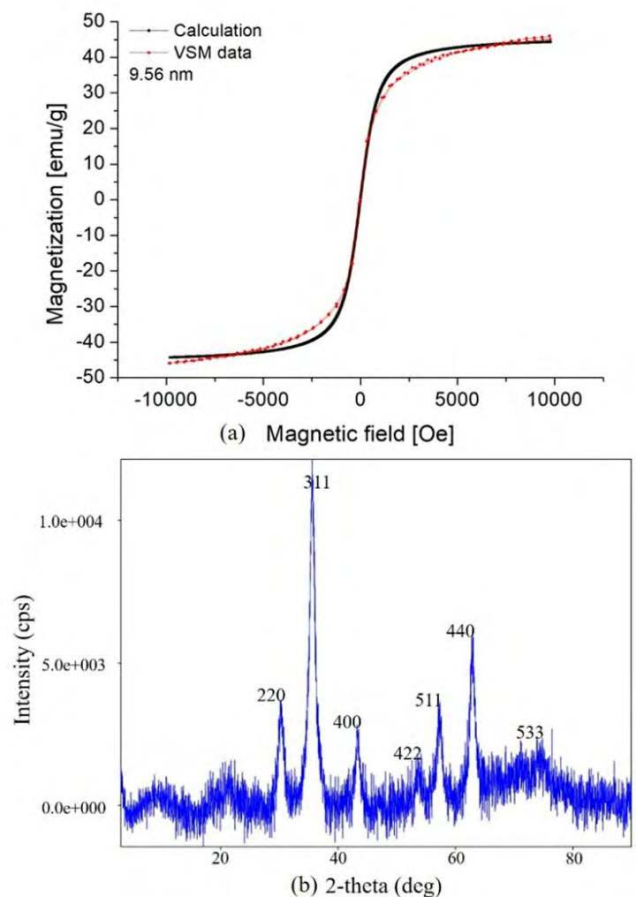 50
40
30
20
10
0
-10
-20
-30
-40
-50
Magnetization [emu/g]
Calculation
VSM data
9.56 nm
-10000 -5000 0 5000 10000
(a) Magnetic field [Oe]
Intensity (cps)
1.0e+004
5.0e+003
0.0e+000
311
440
220
511
400
422
533
20 40 60 80
(b) 2-theta (deg)